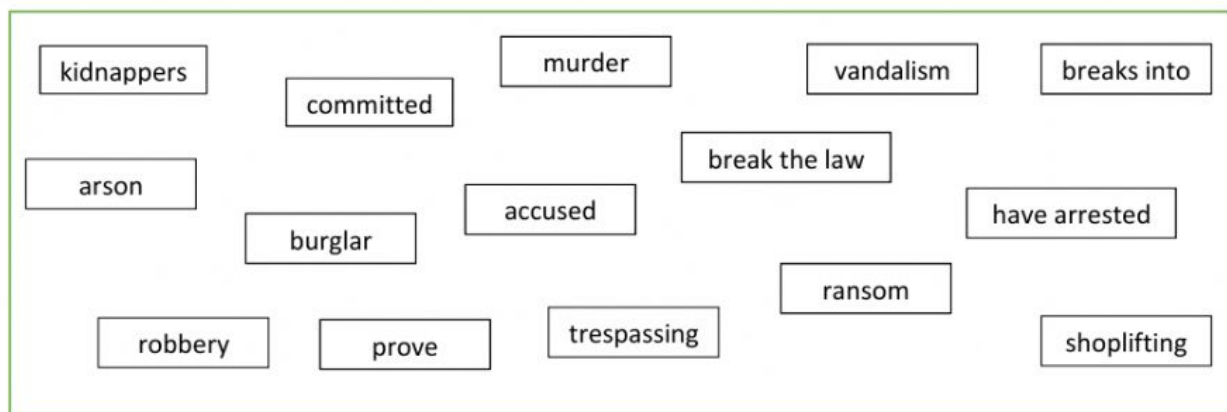 kidnappers
committed
murder
vandalism
breaks into
arson
burglar
accused
break the law
have arrested
robbery
prove
trespassing
ransom
shoplifting